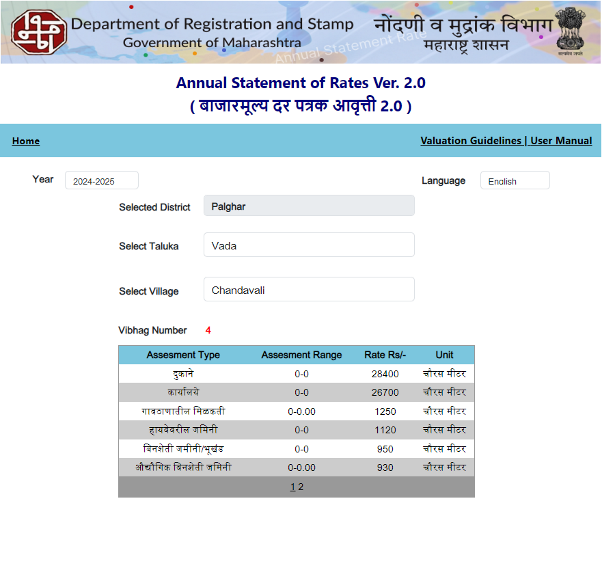 Department of Registration and Stamp
Government of Maharashtra
नोंदणी व मुद्रांक विभाग
महाराष्ट्र शासन
Annual Statement Rate
Annual Statement of Rates Ver. 2.0
( बाजारमूल्य दर पत्रक आवृत्ती 2.0 )
Home Valuation Guidelines | User Manual
Year 2024-2025 Language English
Selected District Palghar
Select Taluka Vada
Select Village Chandavali
Vibhag Number 4
Assesment Type Assesment Range Rate Rs/- Unit
दुकाने 0-0 28400 चौरस मीटर
कार्यालये 0-0 26700 चौरस मीटर
गावठाणातील मिळकती 0-0.00 1250 चौरस मीटर
हायवेवरील जमिनी 0-0 1120 चौरस मीटर
बिनशेती जमीनी/भूखंड 0-0 950 चौरस मीटर
औद्योगिक बिनशेती जमिनी 0-0.00 930 चौरस मीटर
1 2